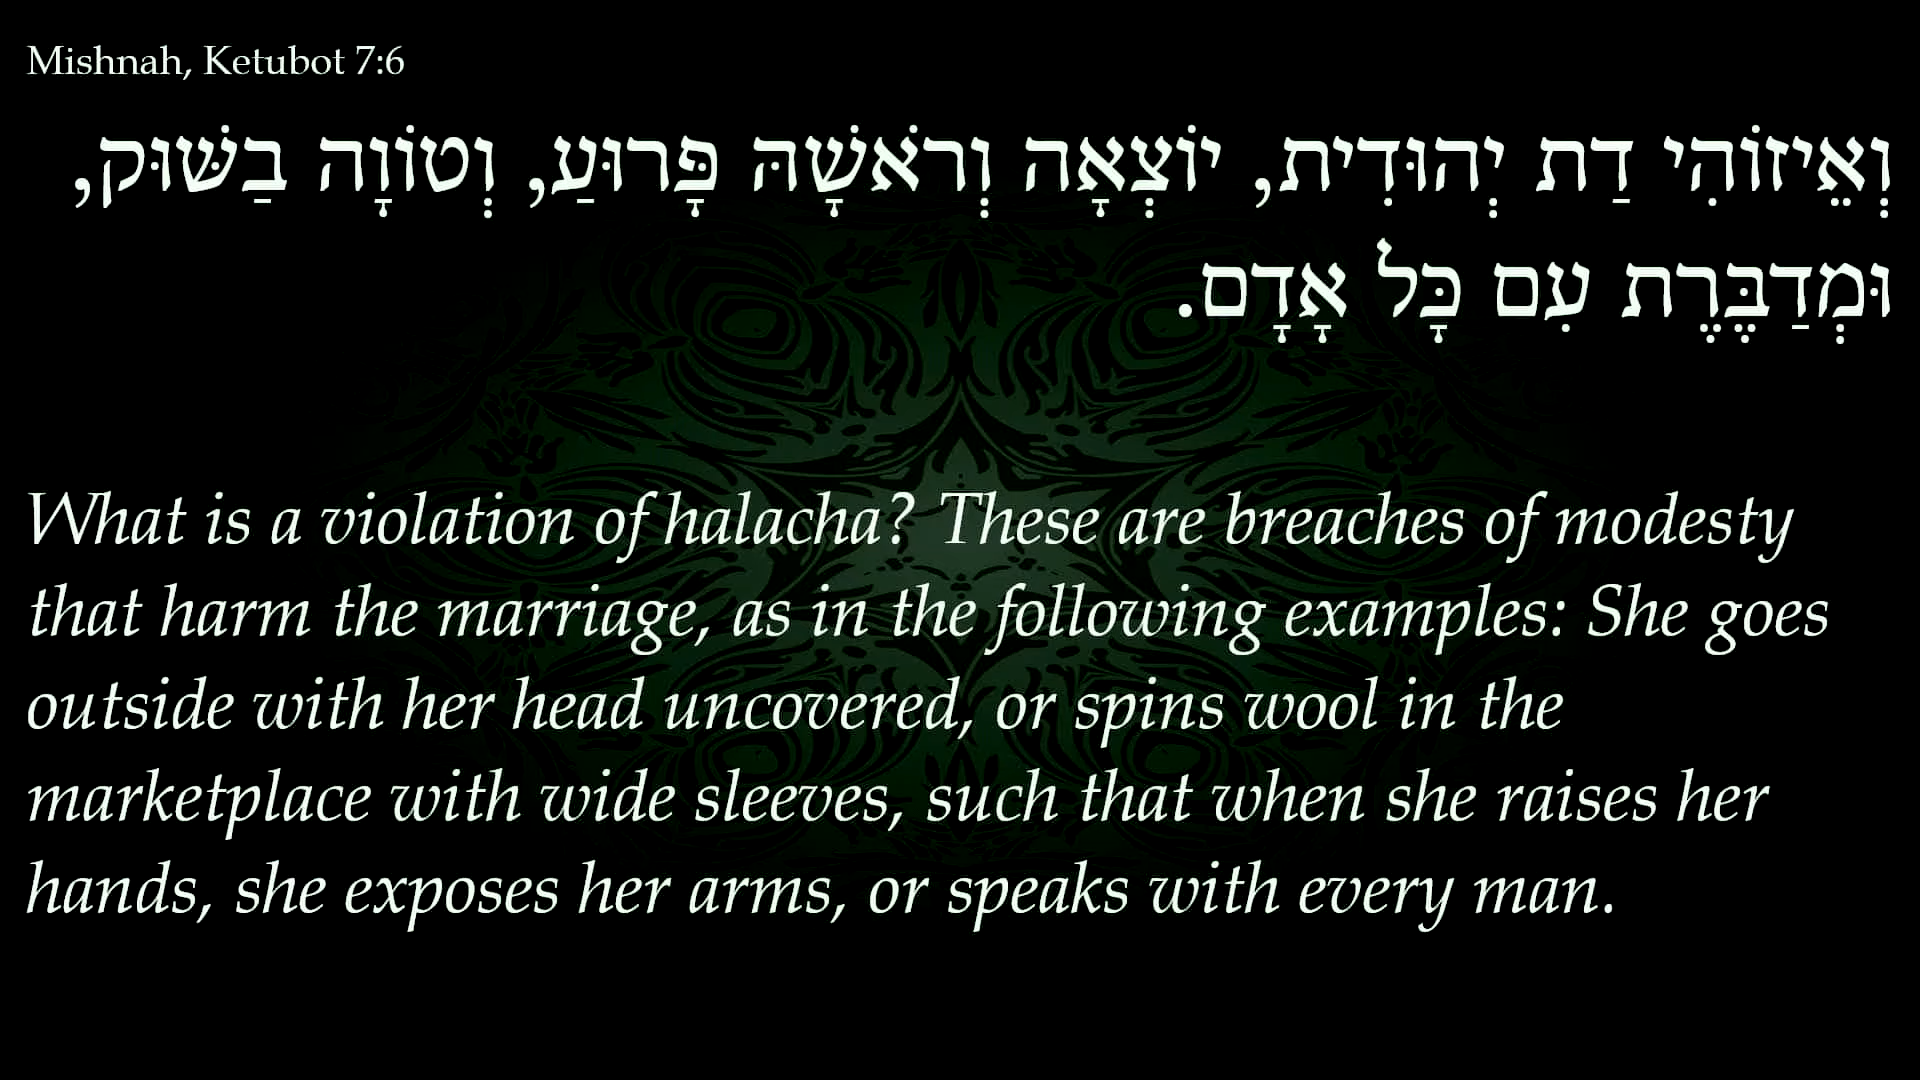 Mishnah, Ketubot 7:6
וְאֵיזוֹהִי דַת יְהוּדִית, יוֹצְאָה וְרֹאשָׁהּ פָּרוּעַ, וְטוֹוָה בַשּׁוּק,
וּמְדַבֶּרֶת עִם כָּל אָדָם.
What is a violation of halacha? These are breaches of modesty
that harm the marriage, as in the following examples: She goes
outside with her head uncovered, or spins wool in the
marketplace with wide sleeves, such that when she raises her
hands, she exposes her arms, or speaks with every man.